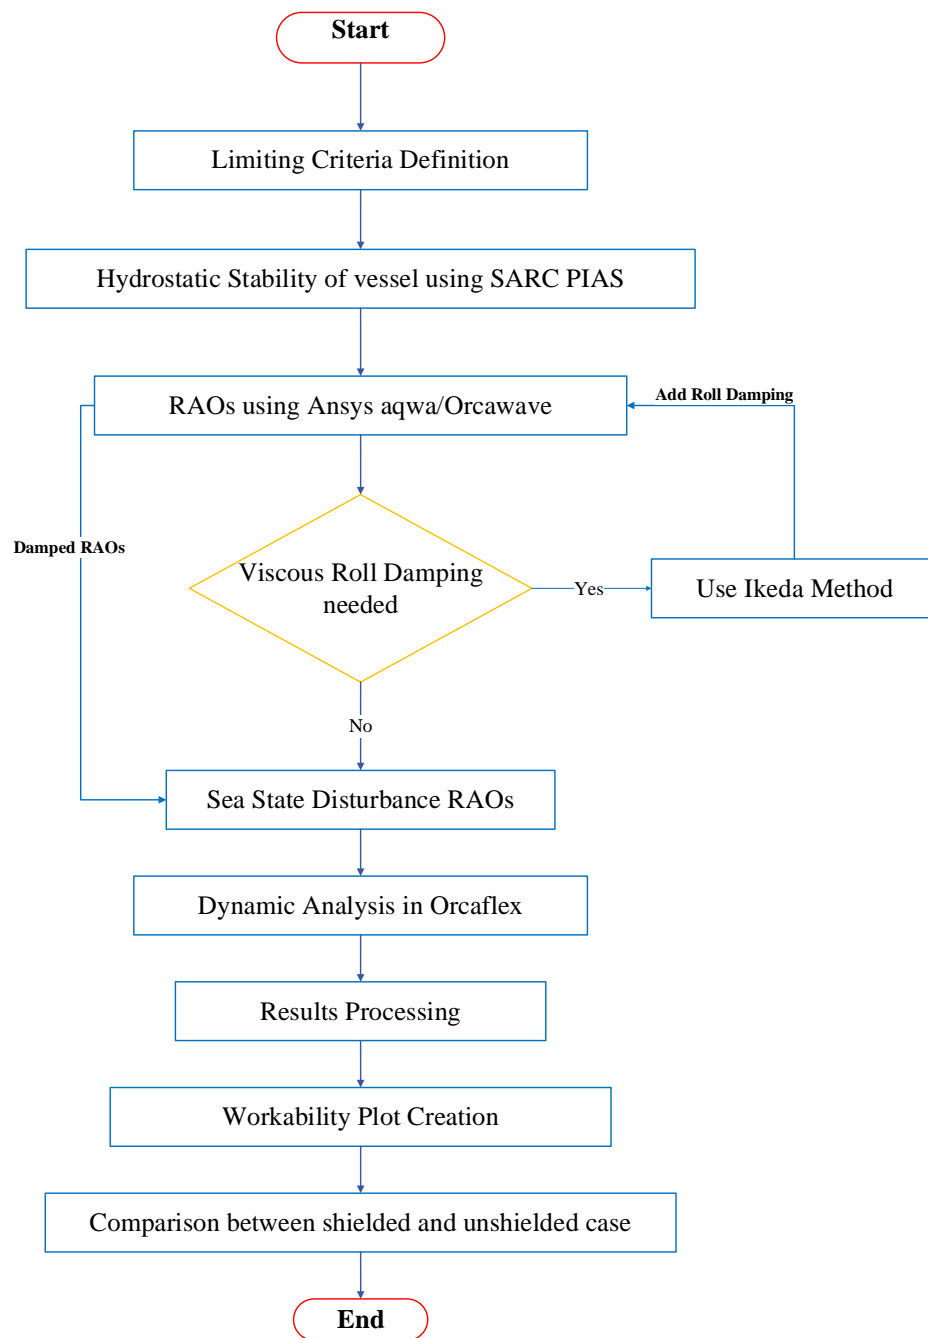 Start
Limiting Criteria Definition
Hydrostatic Stability of vessel using SARC PIAS
RAOs using Ansys aqwa/Orcawave
Add Roll Damping
Damped RAOs
Viscous Roll Damping
needed
Yes
Use Ikeda Method
No
Sea State Disturbance RAOs
Dynamic Analysis in Orcaflex
Results Processing
Workability Plot Creation
Comparison between shielded and unshielded case
End